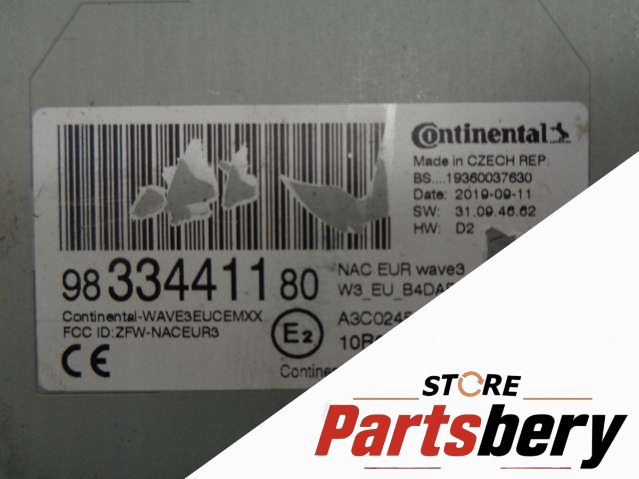 Continental
Made in CZECH REP.
BS....19360037630
Date: 2019-09-11
SW: 31.09.46.62
HW: D2
98 334411 80
NAC EUR wave3
Continental-WAVE3EUCEMXX
FCC ID:ZFW-NACEUR3
E2
CE
STORE
Partsbery